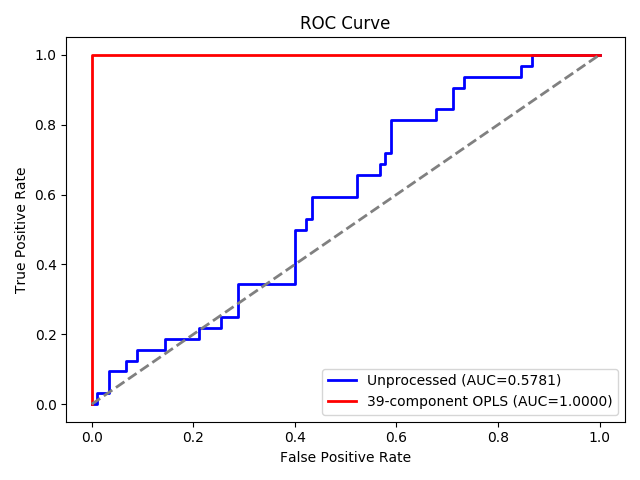 ROC Curve
True Positive Rate
1.0
0.8
0.6
0.4
0.2
0.0
Unprocessed (AUC=0.5781)
39-component OPLS (AUC=1.0000)
0.0 0.2 0.4 0.6 0.8 1.0
False Positive Rate